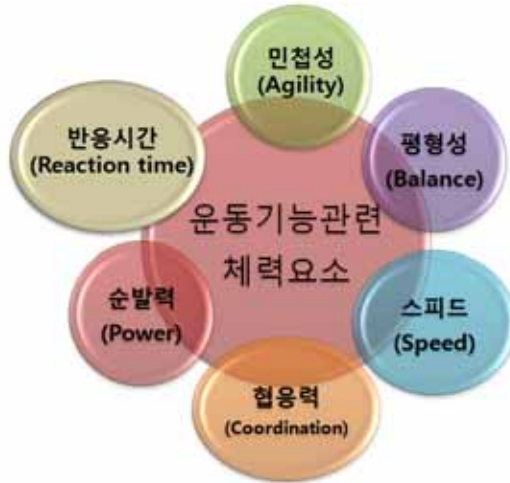 민첩성
(Agility)
반응시간
(Reaction time)
평형성
(Balance)
운동기능관련
체력요소
순발력
(Power)
스피드
(Speed)
협응력
(Coordination)